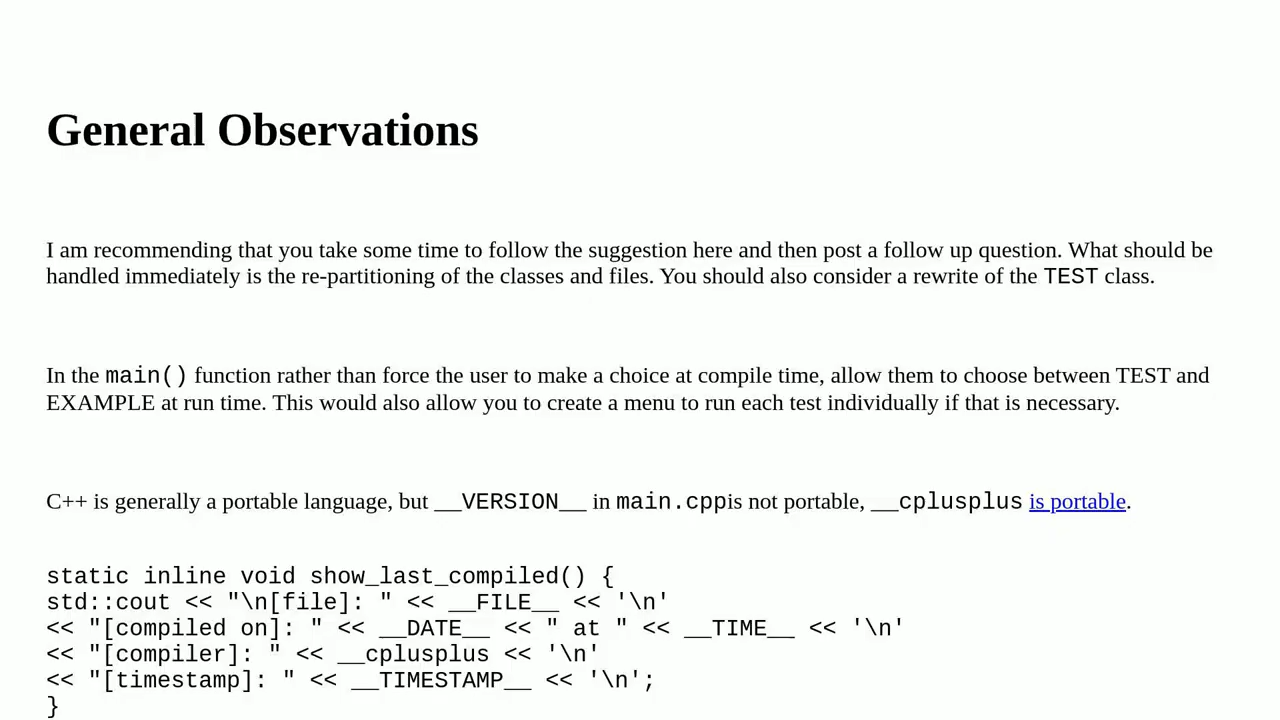 General Observations
I am recommending that you take some time to follow the suggestion here and then post a follow up question. What should be
handled immediately is the re-partitioning of the classes and files. You should also consider a rewrite of the TEST class.
In the main() function rather than force the user to make a choice at compile time, allow them to choose between TEST and
EXAMPLE at run time. This would also allow you to create a menu to run each test individually if that is necessary.
C++ is generally a portable language, but __VERSION__ in main.cppis not portable, __cplusplus is portable.
static inline void show_last_compiled() {
std::cout << "\n[file]: " << __FILE__ << '\n'
<< "[compiled on]: " << __DATE__ << " at " << __TIME__ << '\n'
<< "[compiler]: " << __cplusplus << '\n'
<< "[timestamp]: " << __TIMESTAMP__ << '\n';
}